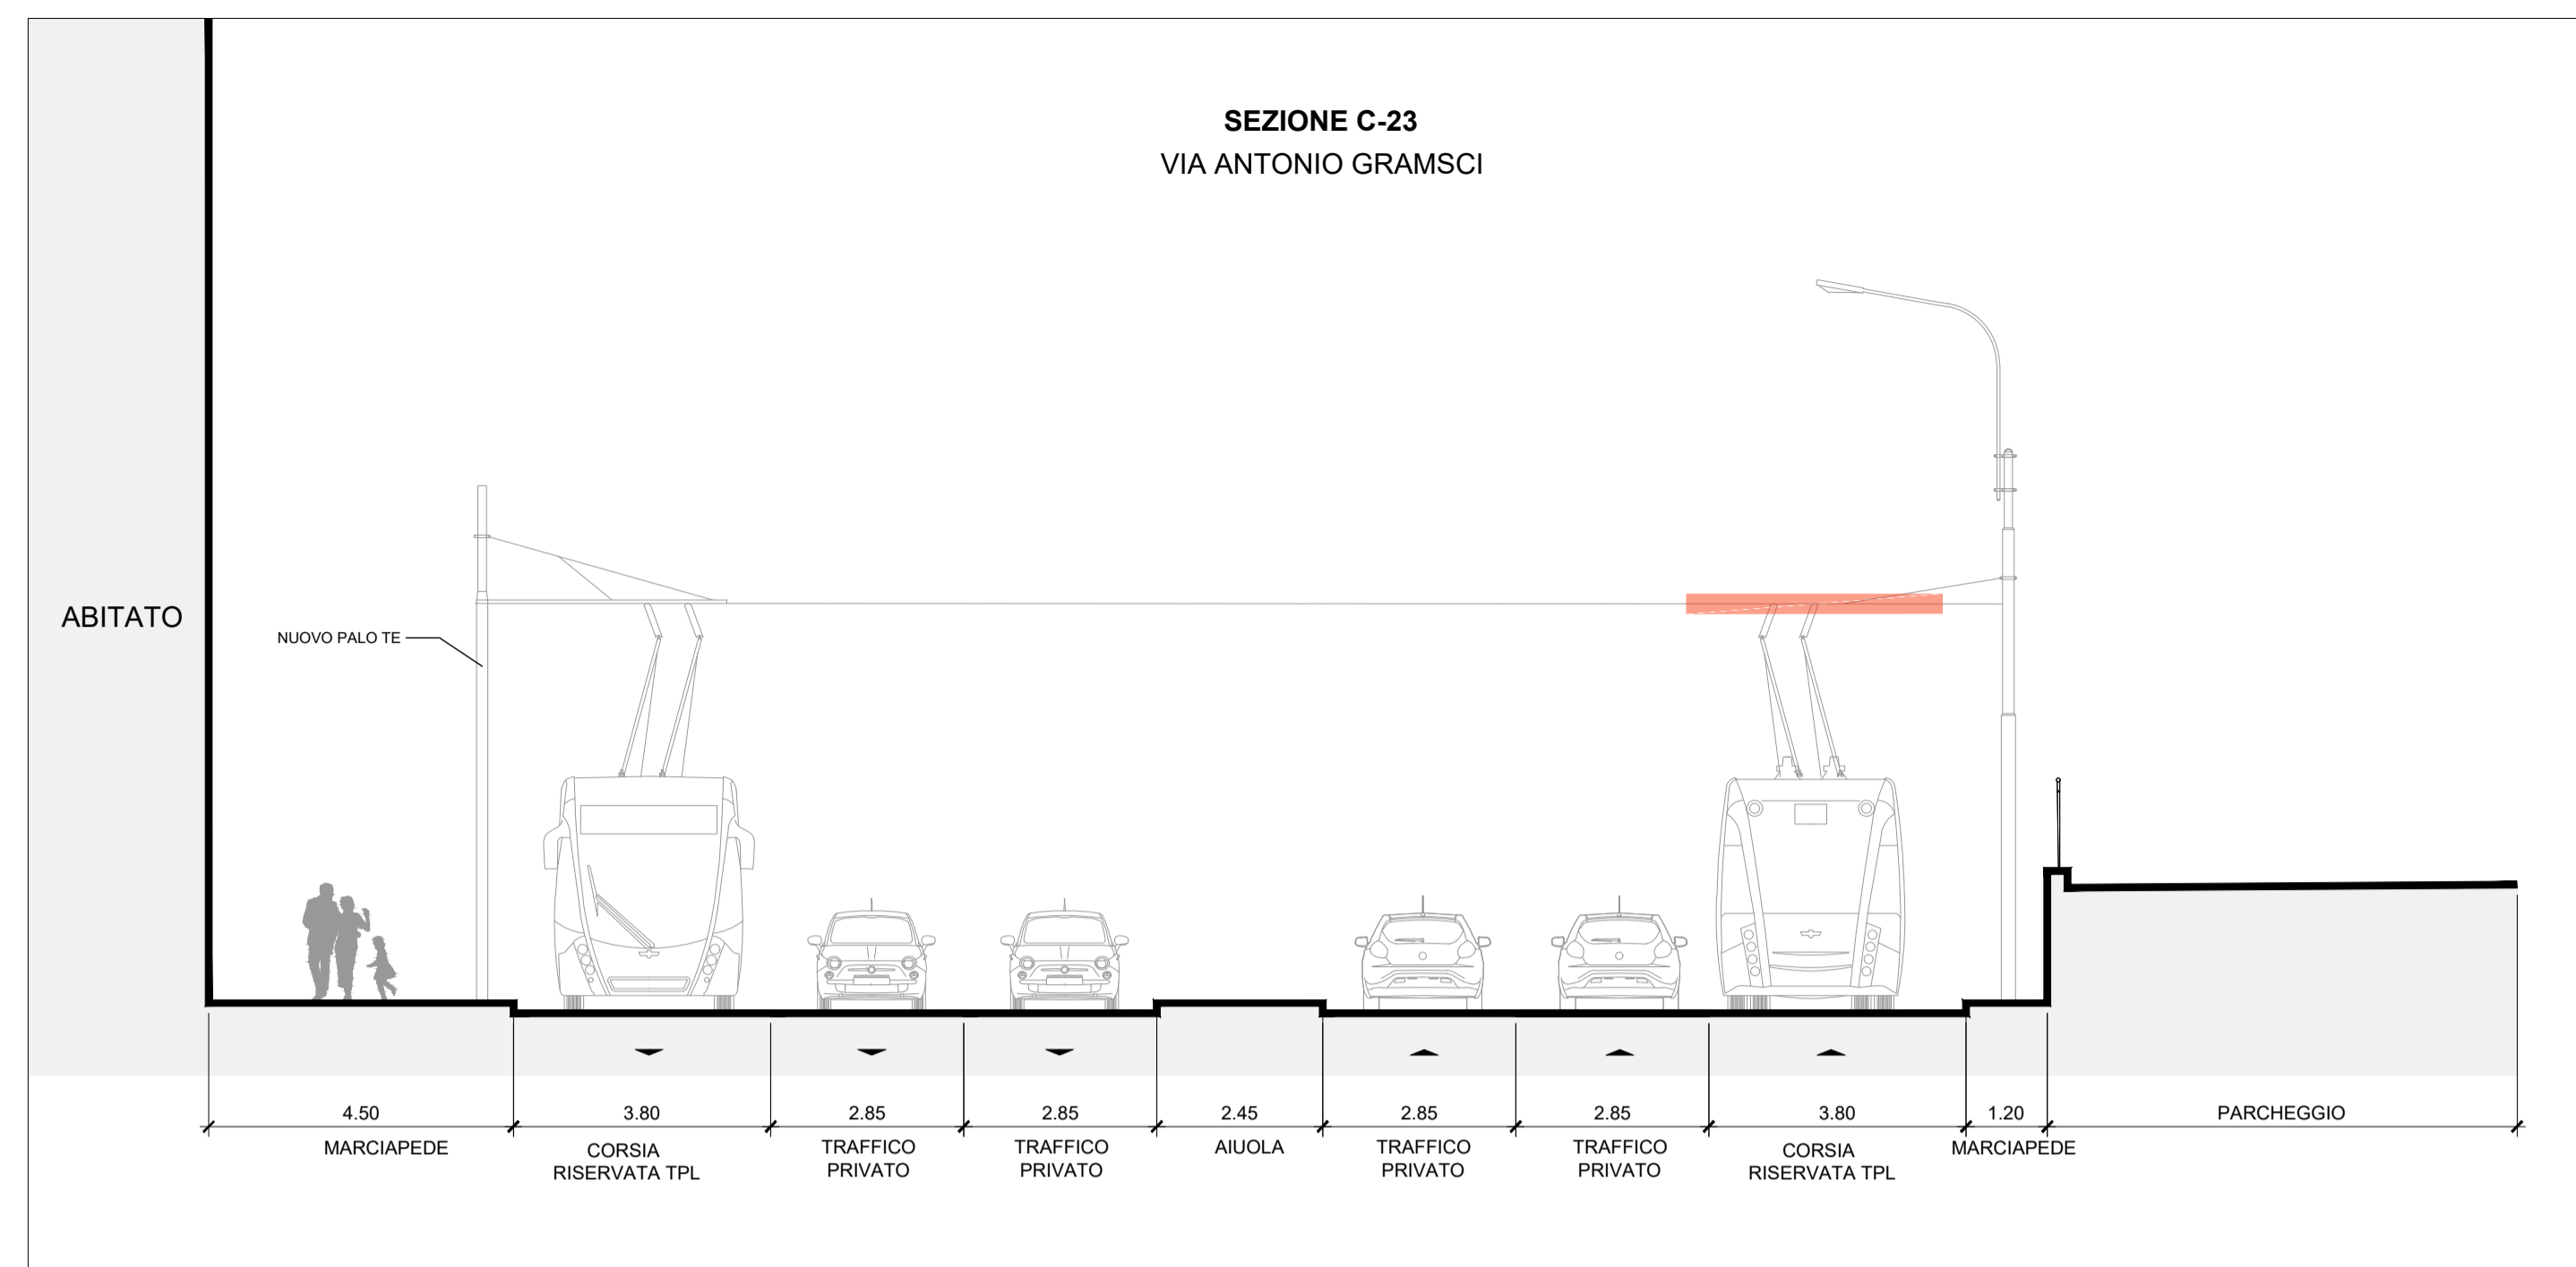 SEZIONE C-23
VIA ANTONIO GRAMSCI
ABITATO
NUOVO PALO TE
4.50
3.80
2.85
2.85
2.45
2.85
2.85
3.80
1.20
PARCHEGGIO
MARCIAPEDE
CORSIA
RISERVATA TPL
TRAFFICO
PRIVATO
TRAFFICO
PRIVATO
AIUOLA
TRAFFICO
PRIVATO
TRAFFICO
PRIVATO
CORSIA
RISERVATA TPL
MARCIAPEDE